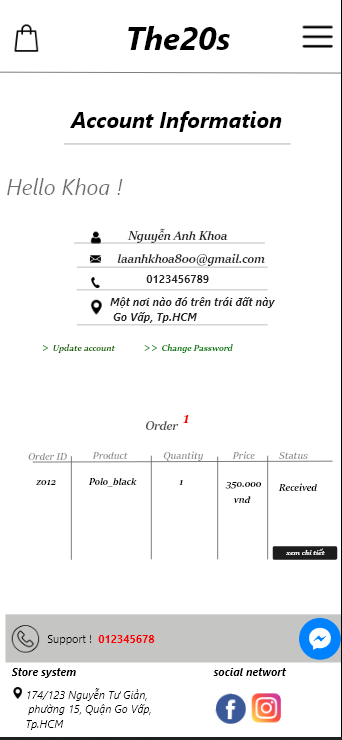 The20s
Account Information
Hello Khoa !
Nguyễn Anh Khoa
laanhkhoa800@gmail.com
0123456789
Một nơi nào đó trên trái đất này
Go Vấp, Tp.HCM
> Update account >> Change Password
Order 1
Order ID Product Quantity Price Status
2012 Polo_black 1 350.000 Received
vnđ
xem chi tiết
Support ! 012345678
Store system social networt
174/123 Nguyễn Tư Giản,
phường 15, Quận Go Vấp,
Tp.HCM